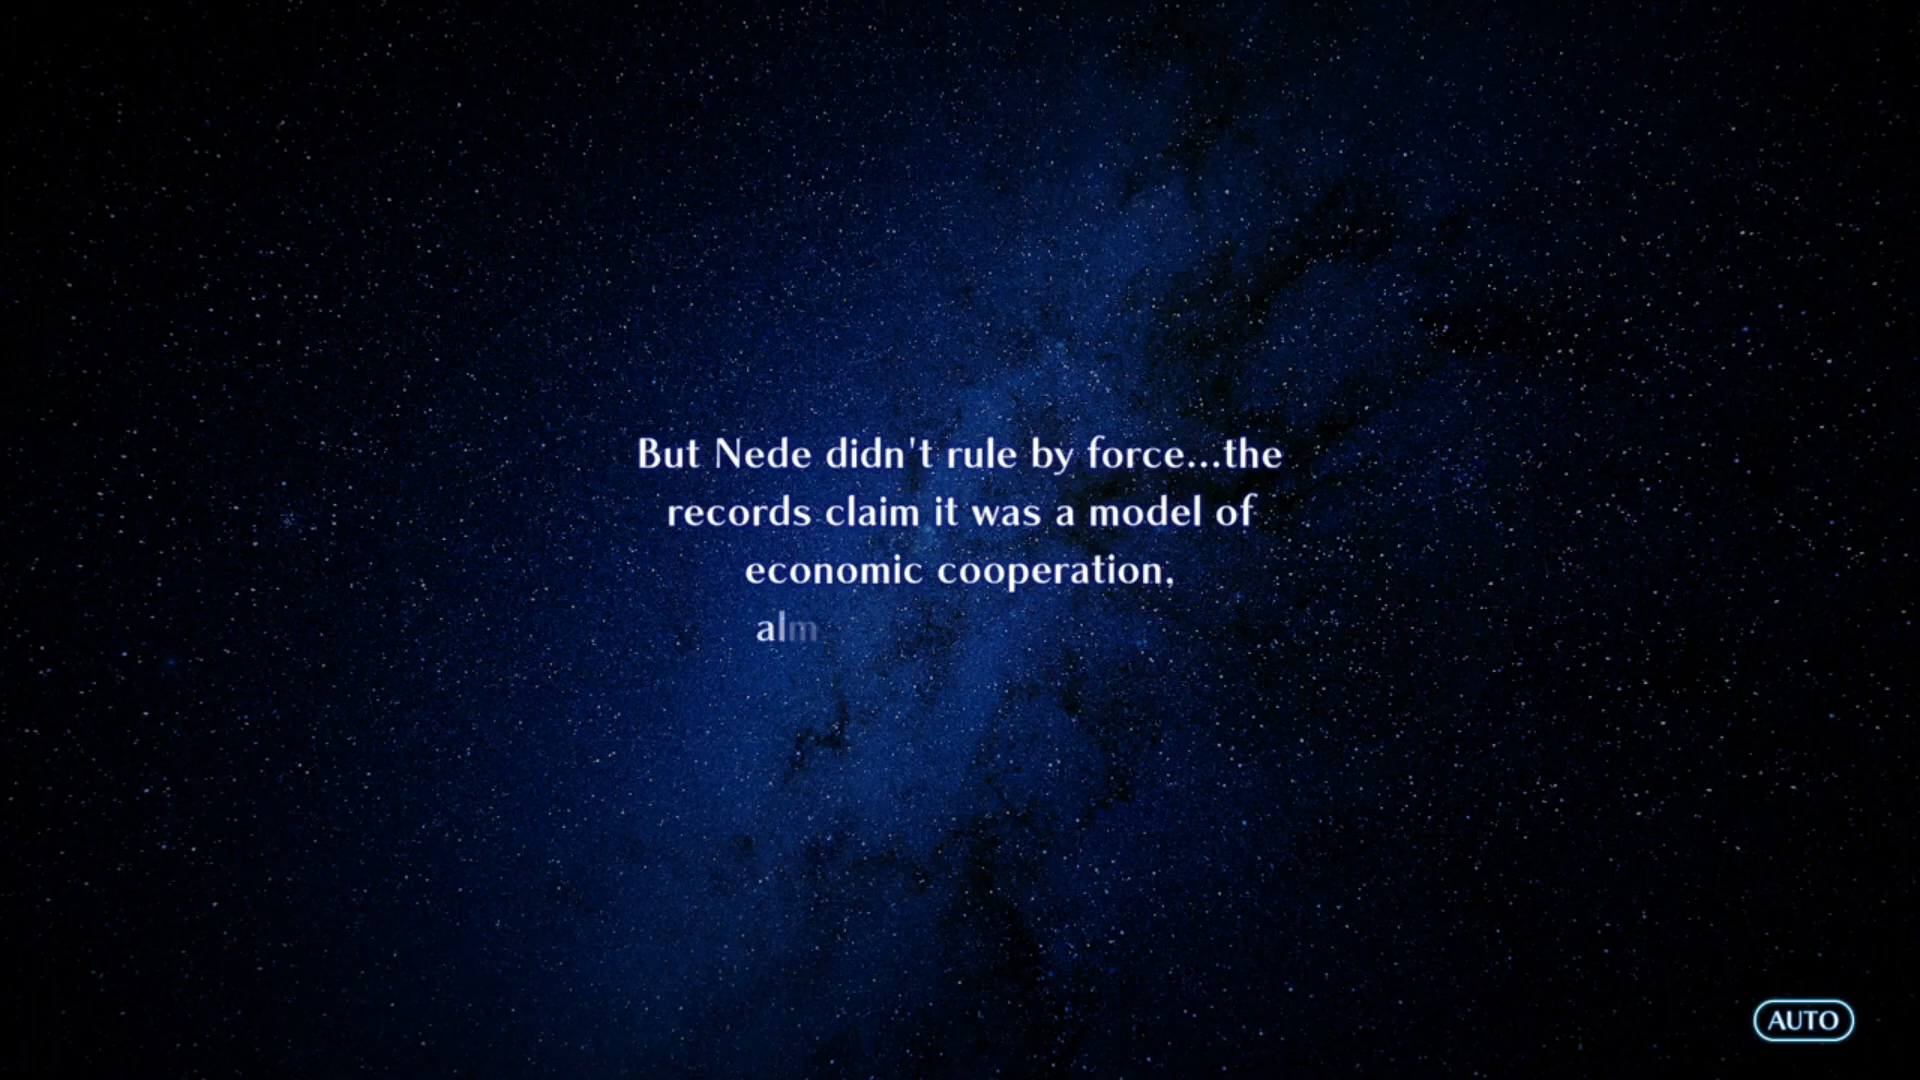 But Nede didn't rule by force...the
records claim it was a model of
economic cooperation,
alm
AUTO